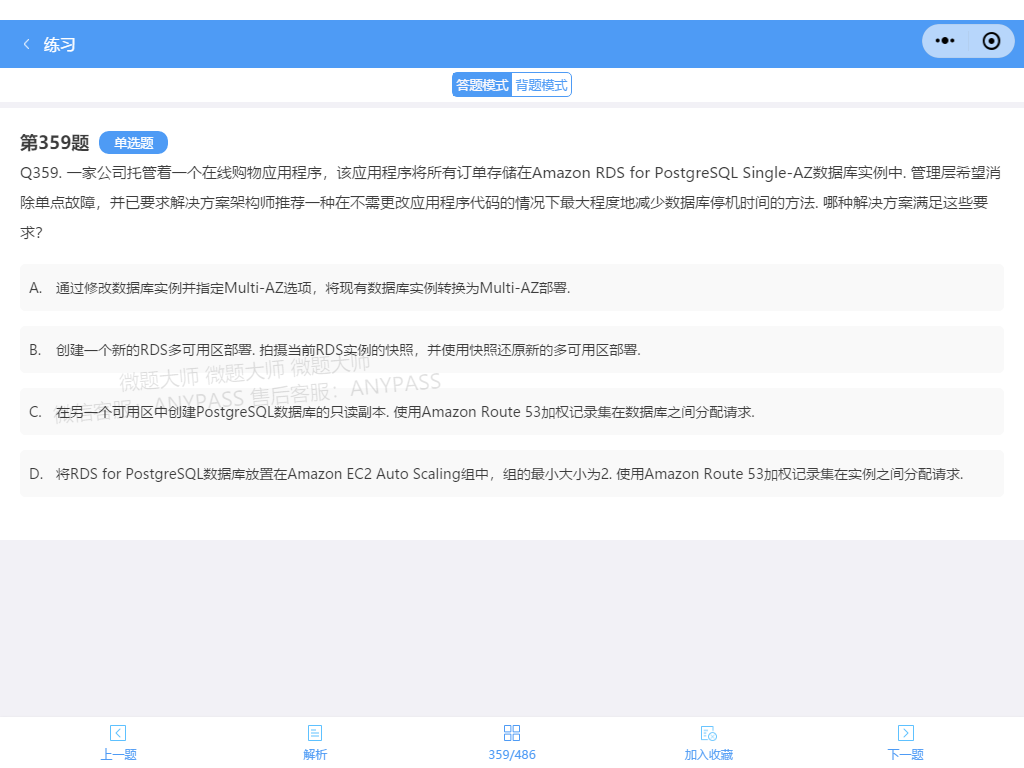 练习
答题模式 背题模式
第359题 单选题
Q359. 一家公司托管着一个在线购物应用程序，该应用程序将所有订单存储在Amazon RDS for PostgreSQL Single-AZ数据库实例中. 管理层希望消
除单点故障，并已要求解决方案架构师推荐一种在不需更改应用程序代码的情况下最大程度地减少数据库停机时间的方法. 哪种解决方案满足这些要
求?
A. 通过修改数据库实例并指定Multi-AZ选项，将现有数据库实例转换为Multi-AZ部署.
B. 创建一个新的RDS多可用区部署. 拍摄当前RDS实例的快照，并使用快照还原新的多可用区部署.
微题大师 微题大师 微题大师
微信客服：ANYPASS 售后客服：ANYPASS
C. 在另一个可用区中创建PostgreSQL数据库的只读副本. 使用Amazon Route 53加权记录集在数据库之间分配请求.
D. 将RDS for PostgreSQL数据库放置在Amazon EC2 Auto Scaling组中，组的最小大小为2. 使用Amazon Route 53加权记录集在实例之间分配请求.
上一题 解析 359/486 加入收藏 下一题